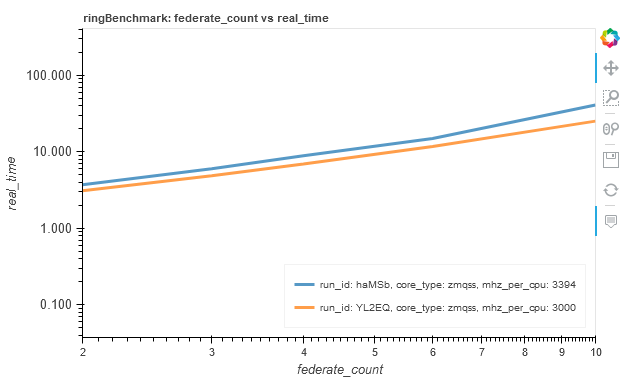 ringBenchmark: federate_count vs real_time
100.000
10.000
1.000
0.100
real_time
run_id: haMSb, core_type: zmqss, mhz_per_cpu: 3394
run_id: YL2EQ, core_type: zmqss, mhz_per_cpu: 3000
2 3 4 5 6 7 8 9 10
federate_count